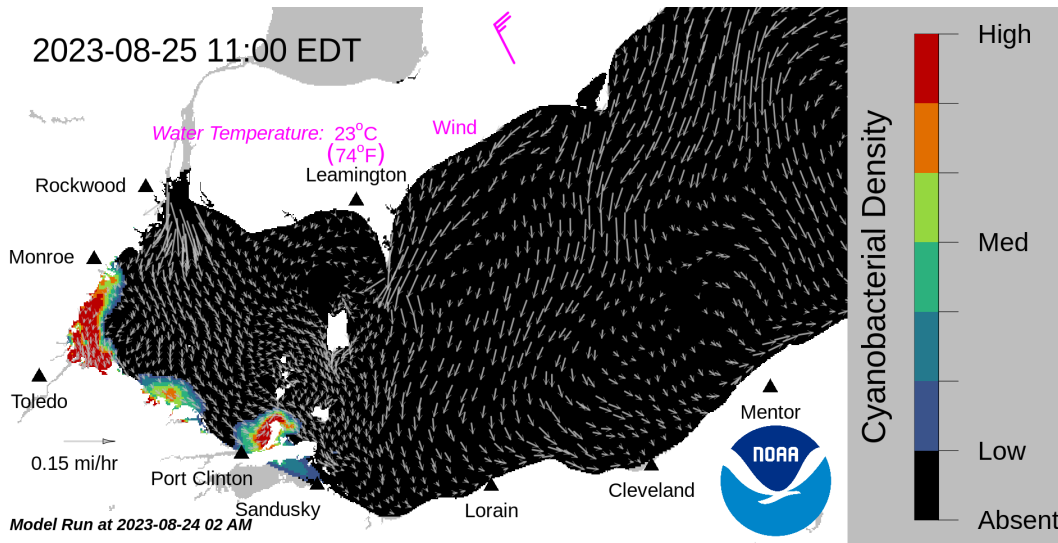 2023-08-25 11:00 EDT
High
Wind
Water Temperature: 23°C
(74°F)
Leamington
Rockwood
Monroe
Med
Cyanobacterial Density
Toledo
Mentor
NOAA
0.15 mi/hr
Port Clinton
Low
Sandusky
Lorain
Cleveland
Absent
Model Run at 2023-08-24 02 AM